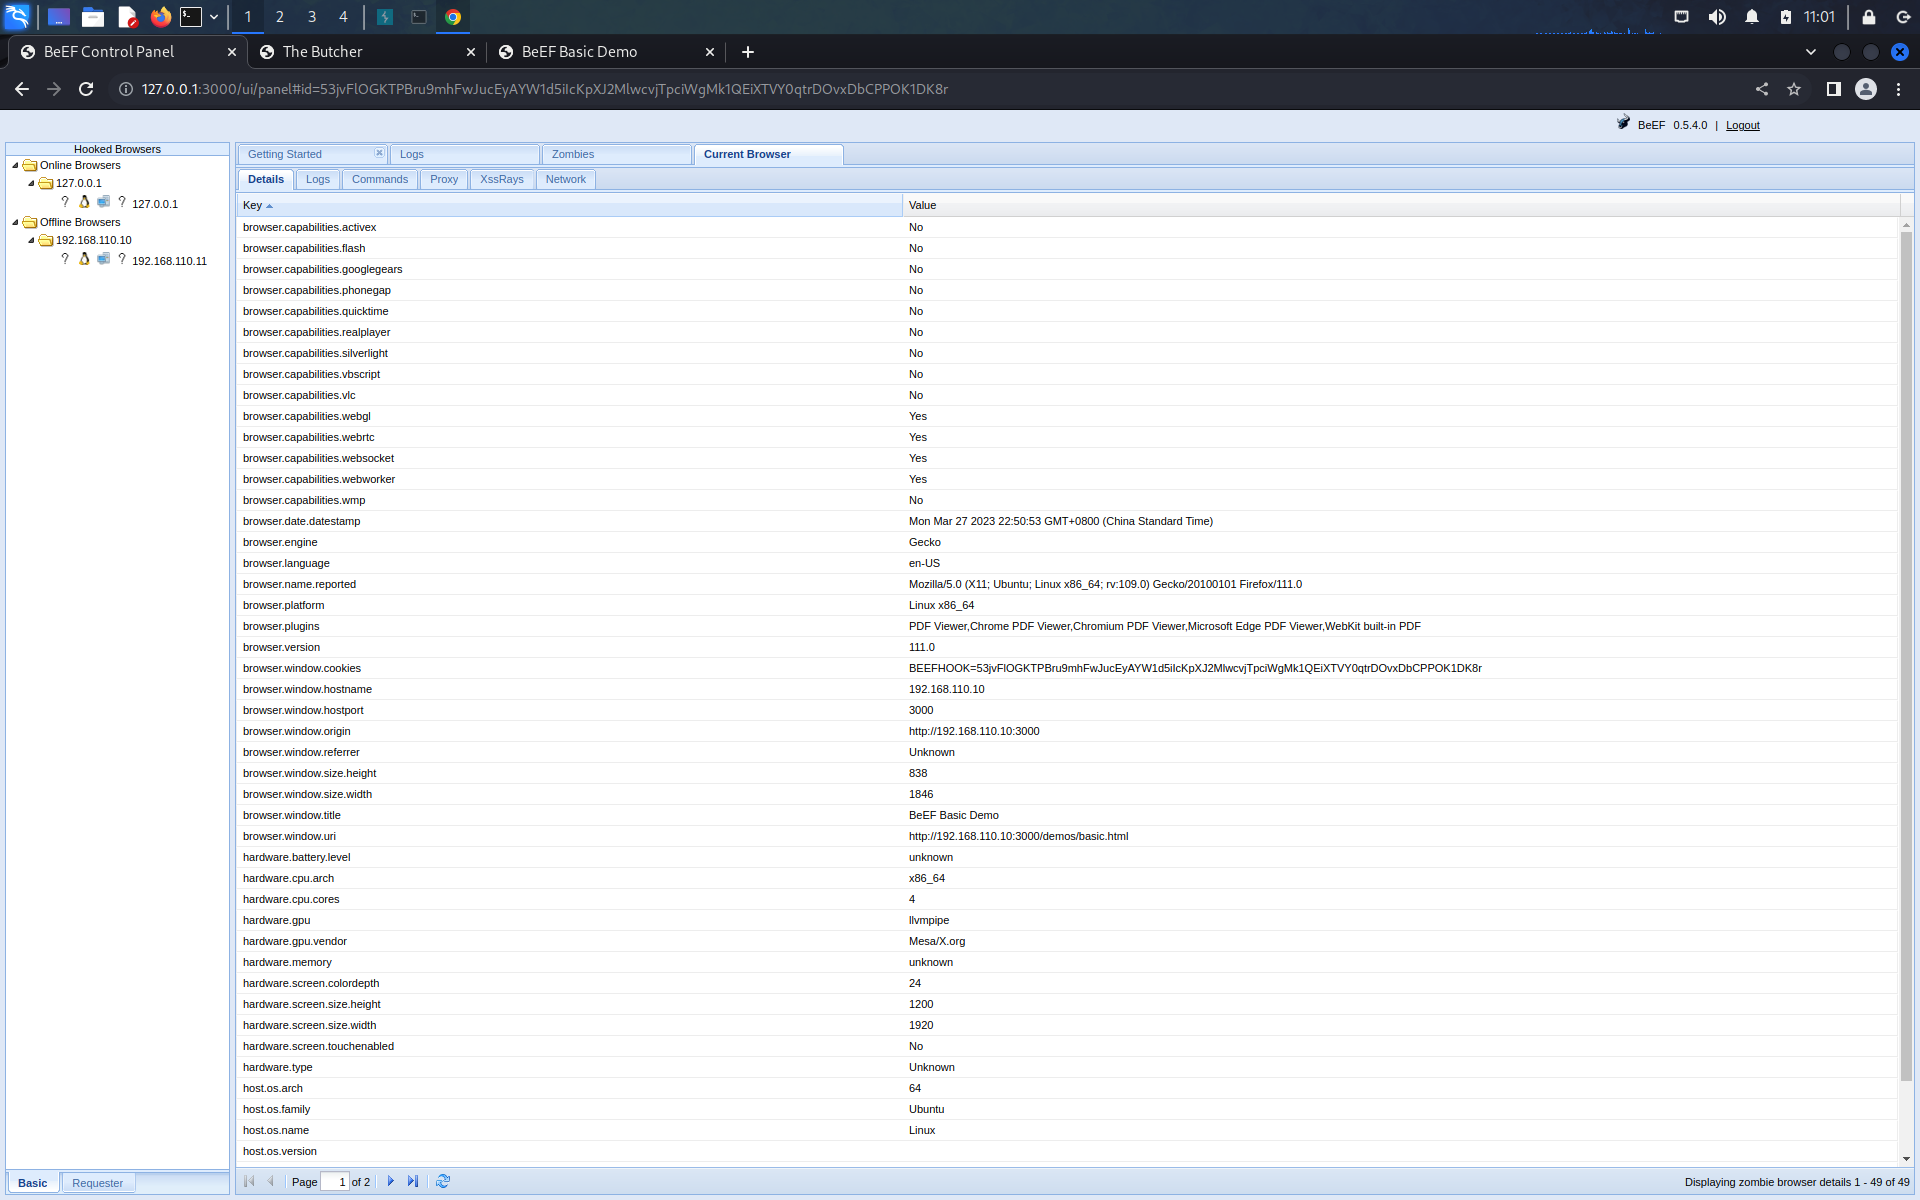 1 2 3 4 11:01
BeEF Control Panel The Butcher BeEF Basic Demo
127.0.0.1:3000/ui/panel#id=53jvFlOGKTPBru9mhFwJucEyAYW1d5iIcKpXJ2MlwcvjTpciWgMk1QEiXTVY0qtrDOvxDbCPPOK1DK8r
BeEF 0.5.4.0 | Logout
Hooked Browsers
Online Browsers
127.0.0.1
? ? 127.0.0.1
Offline Browsers
192.168.110.10
? ? 192.168.110.11
Basic Requester
Getting Started Logs Zombies Current Browser
Details Logs Commands Proxy XssRays Network
Key Value
browser.capabilities.activex No
browser.capabilities.flash No
browser.capabilities.googlegears No
browser.capabilities.phonegap No
browser.capabilities.quicktime No
browser.capabilities.realplayer No
browser.capabilities.silverlight No
browser.capabilities.vbscript No
browser.capabilities.vlc No
browser.capabilities.webgl Yes
browser.capabilities.webrtc Yes
browser.capabilities.websocket Yes
browser.capabilities.webworker Yes
browser.capabilities.wmp No
browser.date.datestamp Mon Mar 27 2023 22:50:53 GMT+0800 (China Standard Time)
browser.engine Gecko
browser.language en-US
browser.name.reported Mozilla/5.0 (X11; Ubuntu; Linux x86_64; rv:109.0) Gecko/20100101 Firefox/111.0
browser.platform Linux x86_64
browser.plugins PDF Viewer,Chrome PDF Viewer,Chromium PDF Viewer,Microsoft Edge PDF Viewer,WebKit built-in PDF
browser.version 111.0
browser.window.cookies BEEFHOOK=53jvFlOGKTPBru9mhFwJucEyAYW1d5iIcKpXJ2MlwcvjTpciWgMk1QEiXTVY0qtrDOvxDbCPPOK1DK8r
browser.window.hostname 192.168.110.10
browser.window.hostport 3000
browser.window.origin http://192.168.110.10:3000
browser.window.referrer Unknown
browser.window.size.height 838
browser.window.size.width 1846
browser.window.title BeEF Basic Demo
browser.window.uri http://192.168.110.10:3000/demos/basic.html
hardware.battery.level unknown
hardware.cpu.arch x86_64
hardware.cpu.cores 4
hardware.gpu llvmpipe
hardware.gpu.vendor Mesa/X.org
hardware.memory unknown
hardware.screen.colordepth 24
hardware.screen.size.height 1200
hardware.screen.size.width 1920
hardware.screen.touchenabled No
hardware.type Unknown
host.os.arch 64
host.os.family Ubuntu
host.os.name Linux
host.os.version
Page 1 of 2 Displaying zombie browser details 1 - 49 of 49